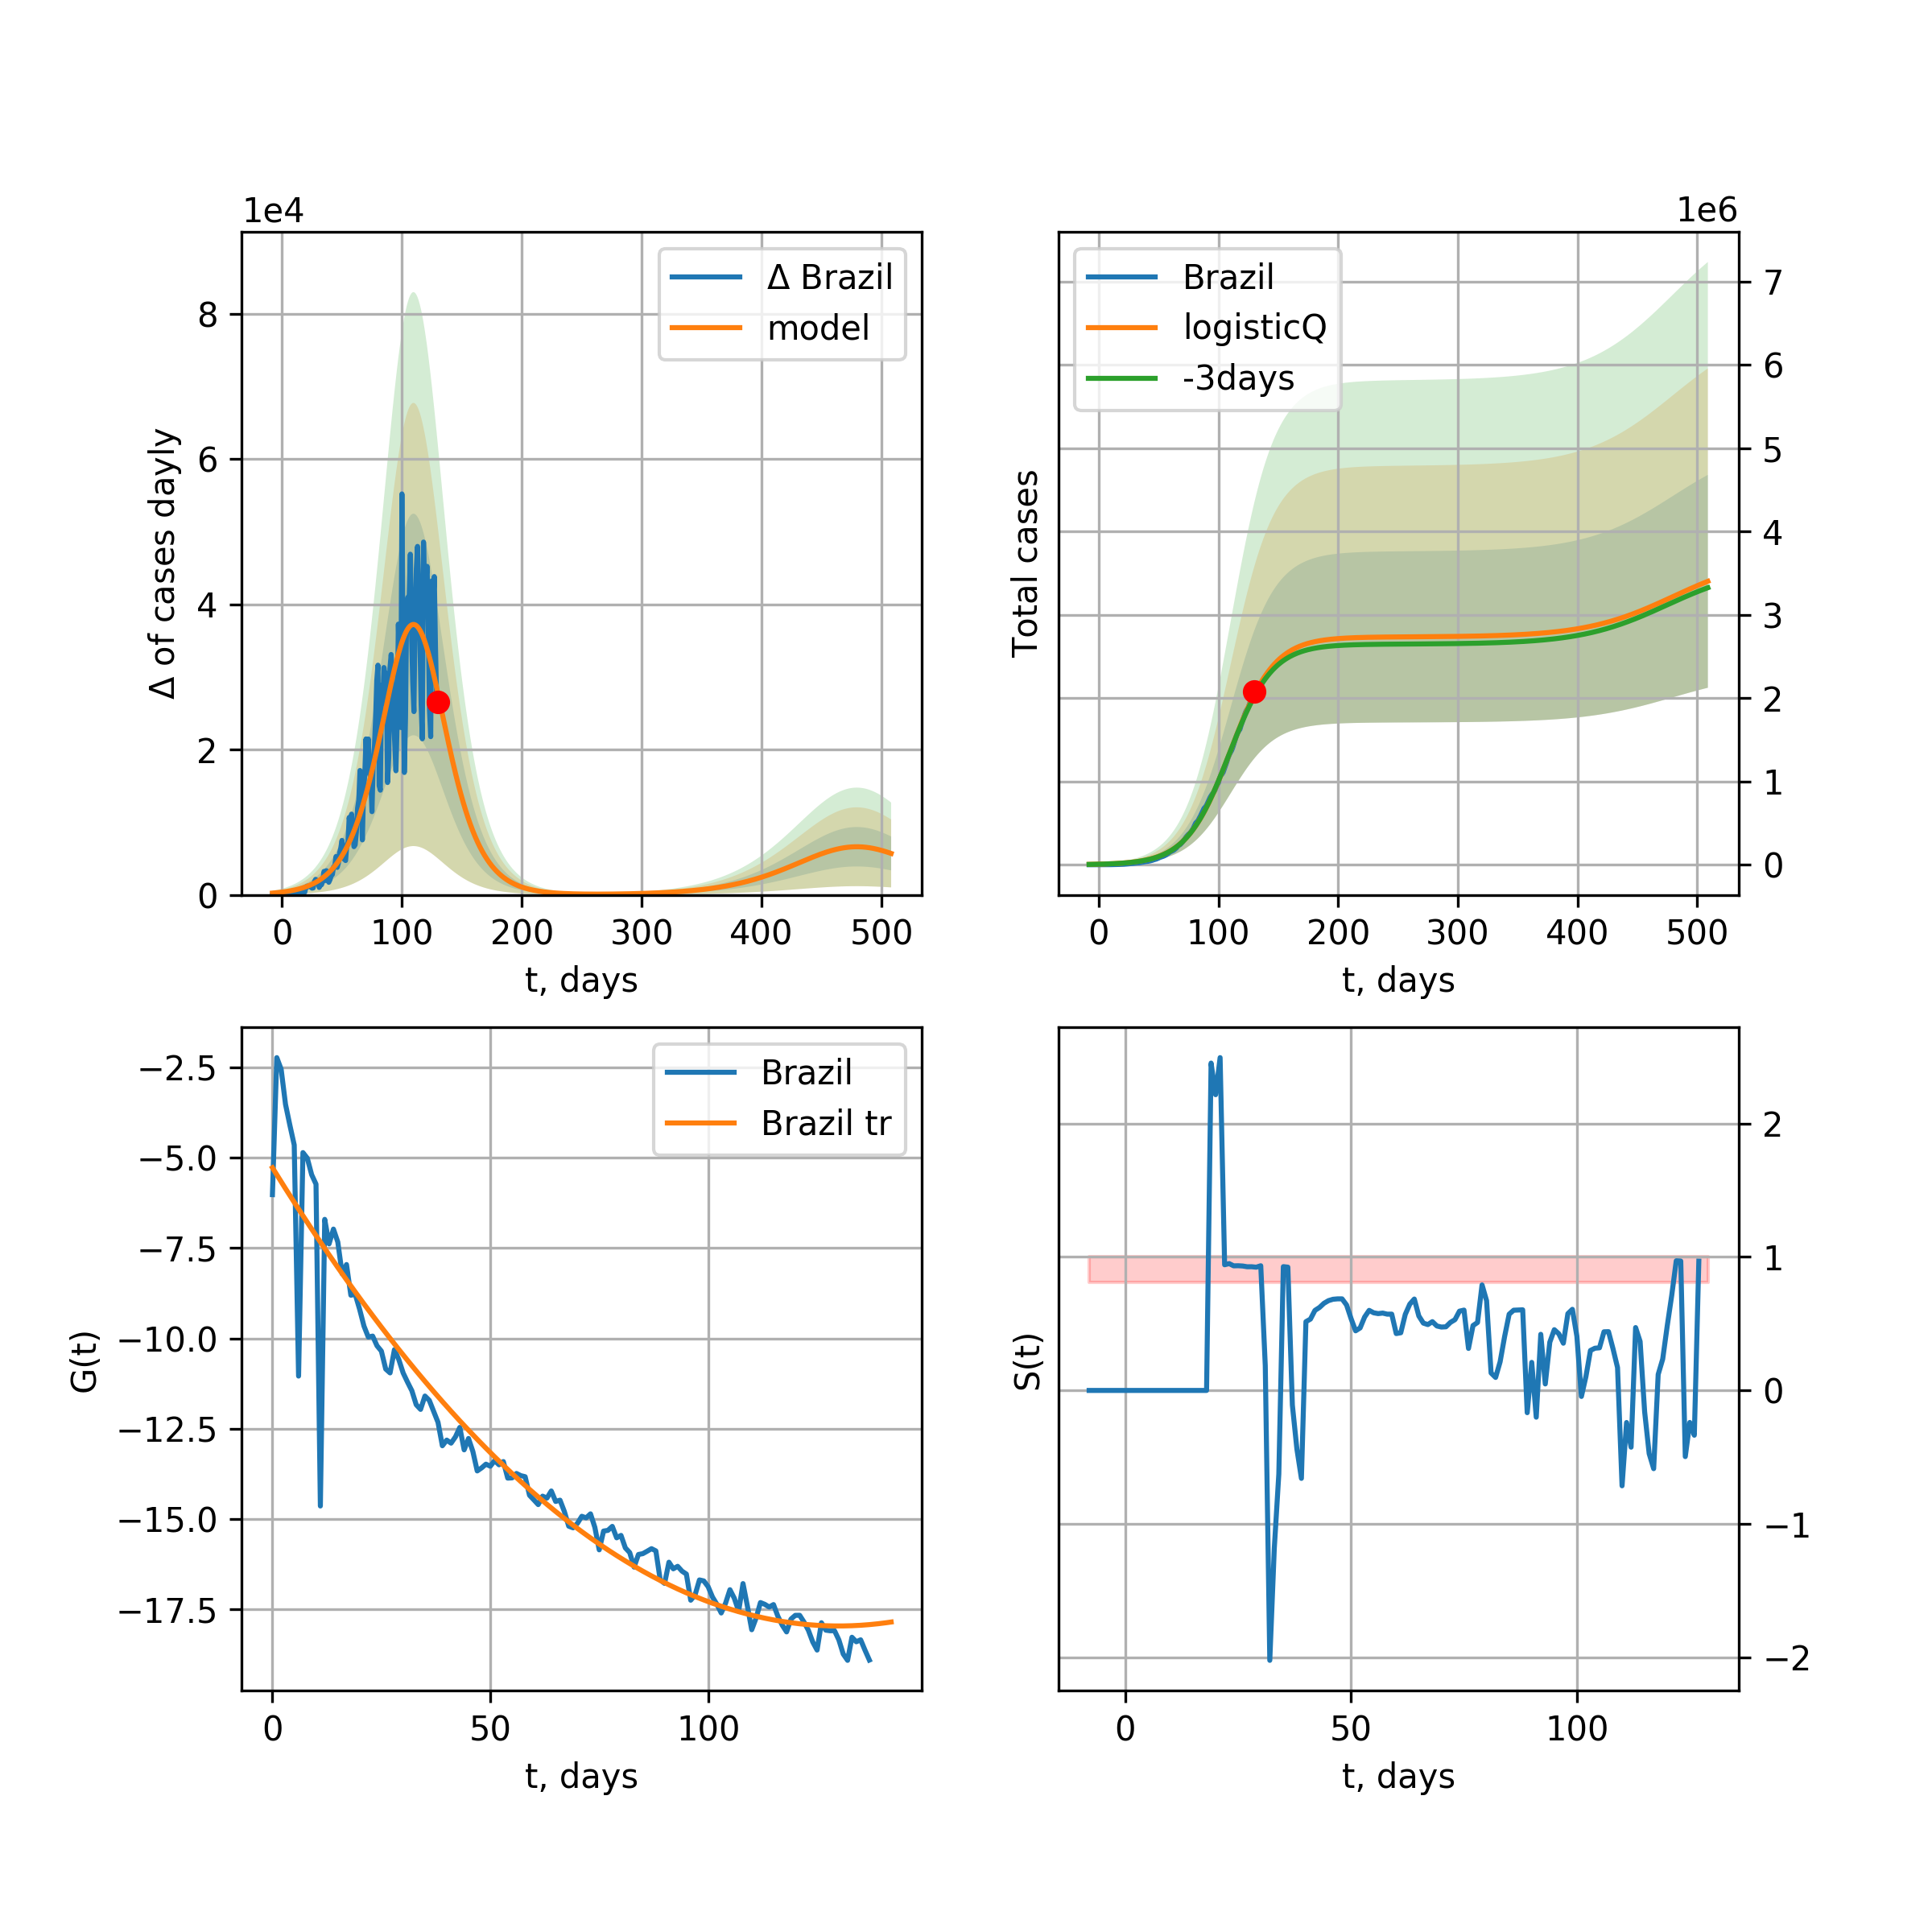 1e4
Δ of cases dayly
8
6
4
2
0
0 100 200 300 400 500
t, days
Δ Brazil
model
1e6
Total cases
7
6
5
4
3
2
1
0
0 100 200 300 400 500
t, days
Brazil
logisticQ
-3days
G(t)
−2.5
−5.0
−7.5
−10.0
−12.5
−15.0
−17.5
0 50 100
t, days
Brazil
Brazil tr
S(t)
2
1
0
−1
−2
0 50 100
t, days